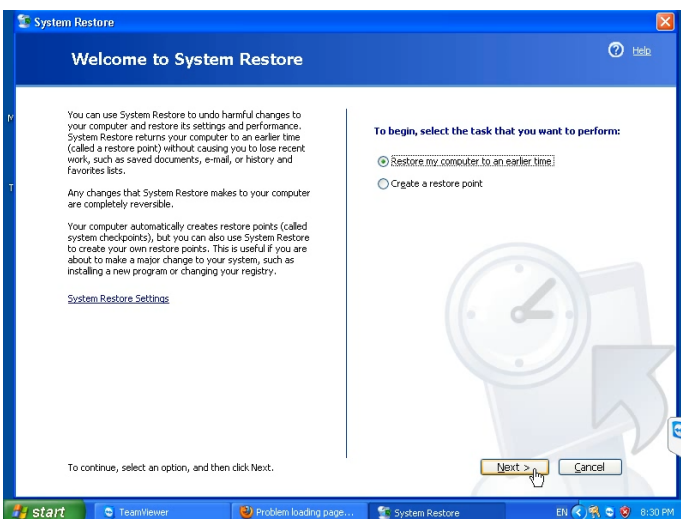 System Restore
Welcome to System Restore
Help
You can use System Restore to undo harmful changes to
your computer and restore its settings and performance.
System Restore returns your computer to an earlier time
(called a restore point) without causing you to lose recent
work, such as saved documents, e-mail, or history and
favorites lists.
Any changes that System Restore makes to your computer
are completely reversible.
Your computer automatically creates restore points (called
system checkpoints), but you can also use System Restore
to create your own restore points. This is useful if you are
about to make a major change to your system, such as
installing a new program or changing your registry.
System Restore Settings
To begin, select the task that you want to perform:
Restore my computer to an earlier time
Create a restore point
To continue, select an option, and then click Next.
Next >
Cancel
M
T
start
TeamViewer
Problem loading page...
System Restore
EN
8:30 PM